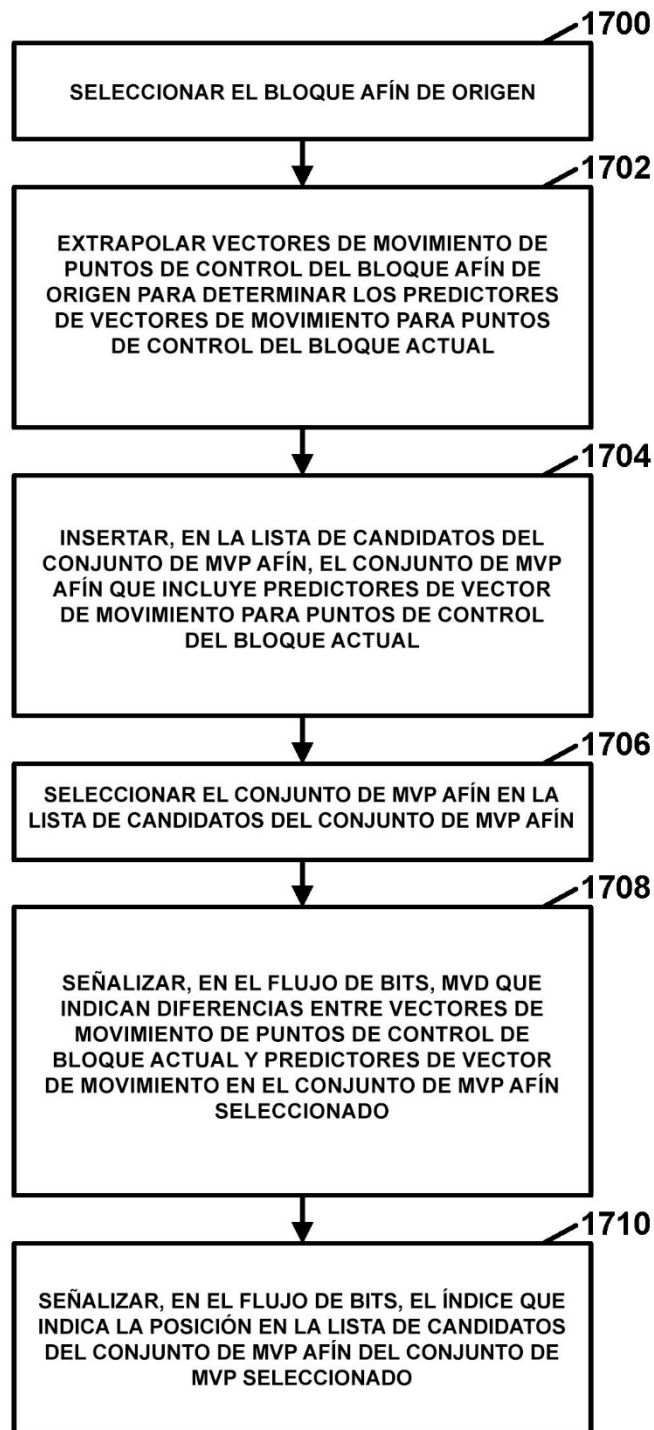 1700
SELECCIONAR EL BLOQUE AFÍN DE ORIGEN
1702
EXTRAPOLAR VECTORES DE MOVIMIENTO DE
PUNTOS DE CONTROL DEL BLOQUE AFÍN DE
ORIGEN PARA DETERMINAR LOS PREDICTORES
DE VECTORES DE MOVIMIENTO PARA PUNTOS
DE CONTROL DEL BLOQUE ACTUAL
1704
INSERTAR, EN LA LISTA DE CANDIDATOS DEL
CONJUNTO DE MVP AFÍN, EL CONJUNTO DE MVP
AFÍN QUE INCLUYE PREDICTORES DE VECTOR
DE MOVIMIENTO PARA PUNTOS DE CONTROL
DEL BLOQUE ACTUAL
1706
SELECCIONAR EL CONJUNTO DE MVP AFÍN EN LA
LISTA DE CANDIDATOS DEL CONJUNTO DE MVP AFÍN
1708
SEÑALIZAR, EN EL FLUJO DE BITS, MVD QUE
INDICAN DIFERENCIAS ENTRE VECTORES DE
MOVIMIENTO DE PUNTOS DE CONTROL DE
BLOQUE ACTUAL Y PREDICTORES DE VECTOR
DE MOVIMIENTO EN EL CONJUNTO DE MVP AFÍN
SELECCIONADO
1710
SEÑALIZAR, EN EL FLUJO DE BITS, EL ÍNDICE QUE
INDICA LA POSICIÓN EN LA LISTA DE CANDIDATOS
DEL CONJUNTO DE MVP AFÍN DEL CONJUNTO DE
MVP SELECCIONADO